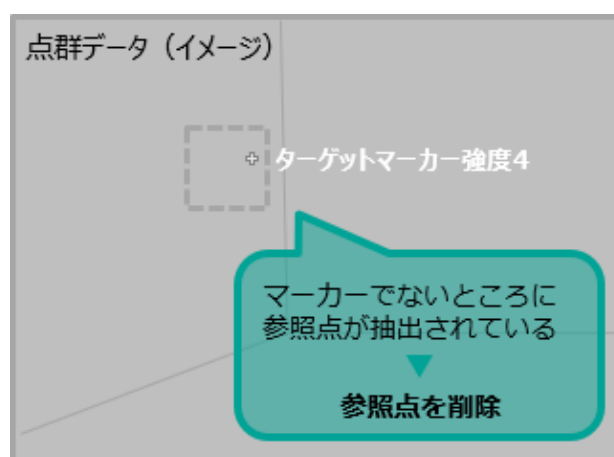 点群データ（イメージ）
ターゲットマーカー強度4
マーカーでないところに
参照点が抽出されている
▼
参照点を削除